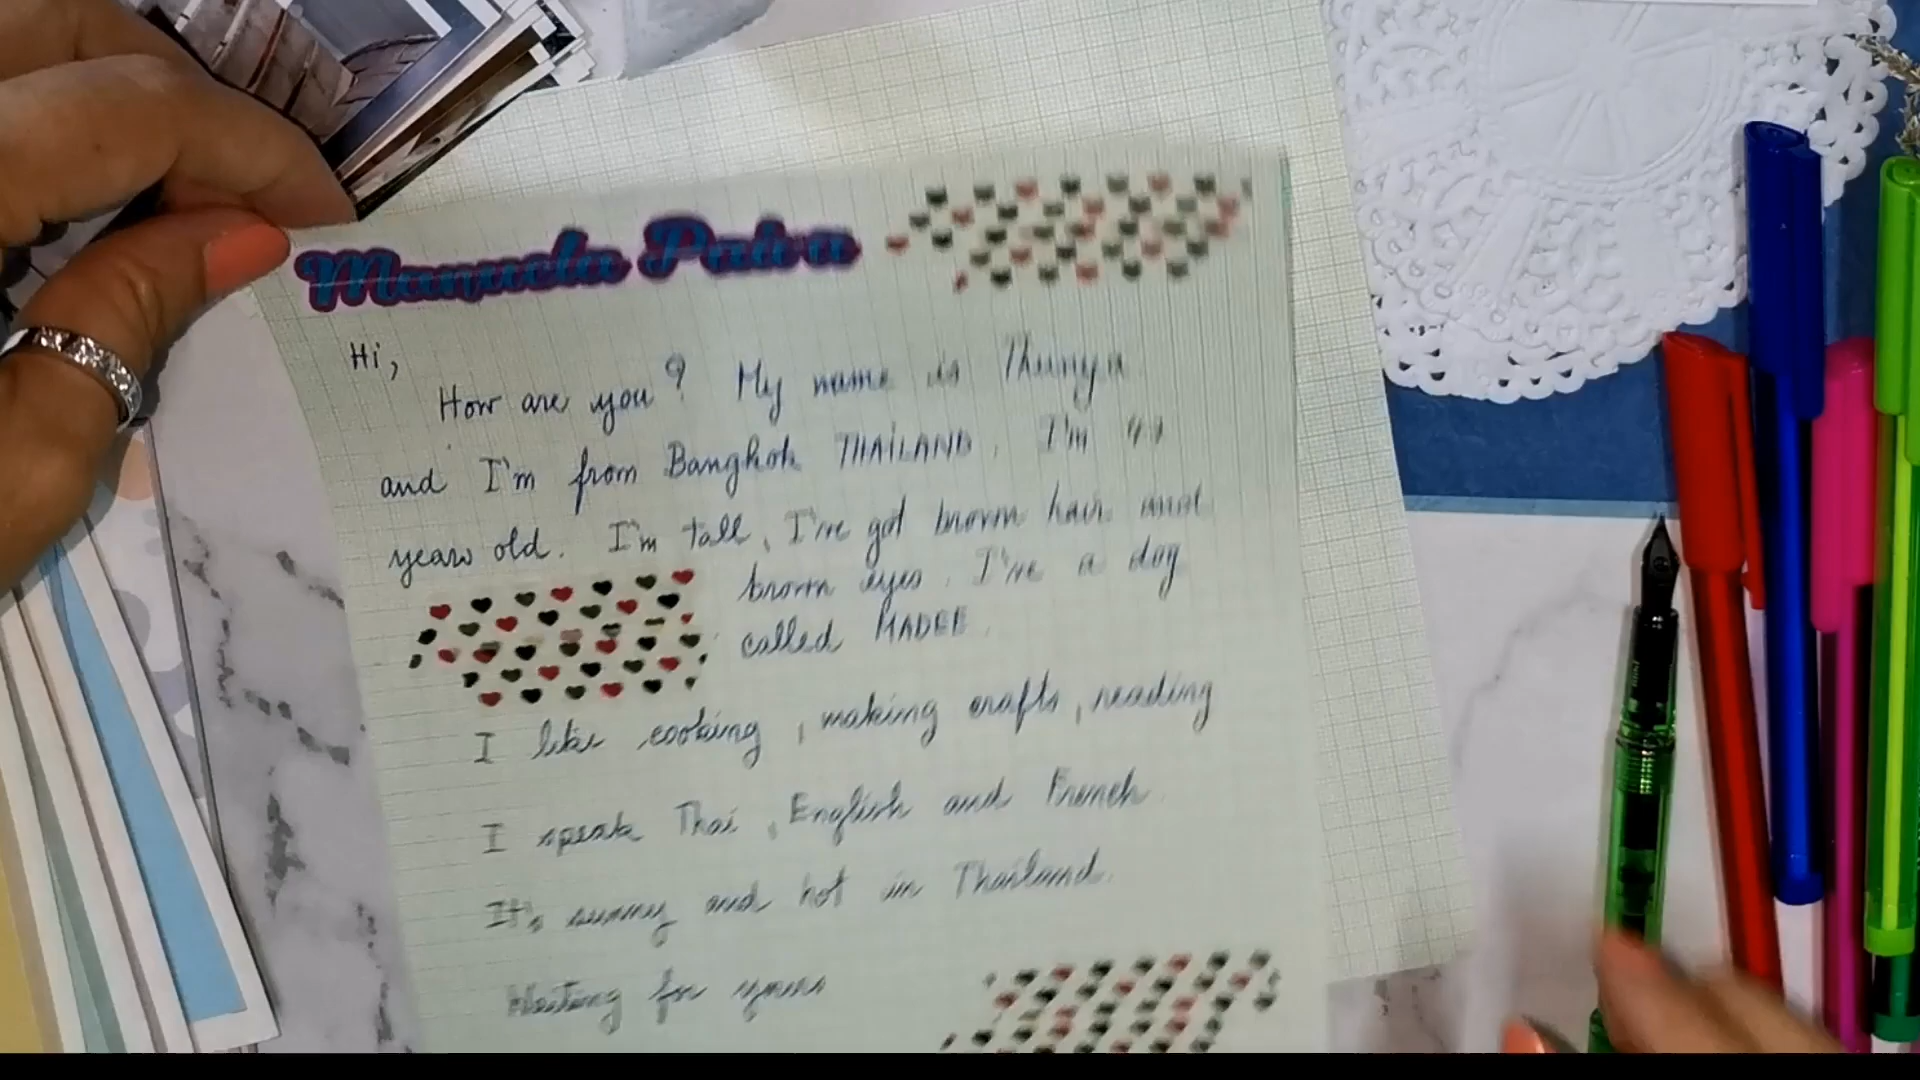 Hi,
How are you? My name is Thunya
and I'm from Bangkok THAILAND. I'm
years old. I'm tall, I've got brown hair and
brown eyes. I've a dog
called MADEE.
I like cooking, making crafts, reading
I speak Thai, English and French.
It's sunny and hot in Thailand.
Waiting for yours